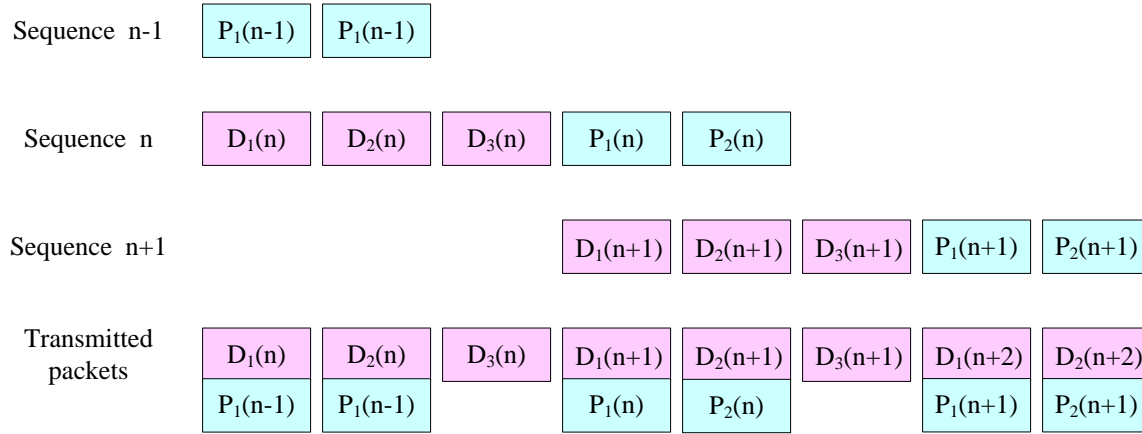 Sequence n-1 P₁(n-1) P₁(n-1)
Sequence n D₁(n) D₂(n) D₃(n) P₁(n) P₂(n)
Sequence n+1 D₁(n+1) D₂(n+1) D₃(n+1) P₁(n+1) P₂(n+1)
Transmitted packets
D₁(n) D₂(n) D₃(n) D₁(n+1) D₂(n+1) D₃(n+1) D₁(n+2) D₂(n+2)
P₁(n-1) P₁(n-1) P₁(n) P₂(n) P₁(n+1) P₂(n+1)